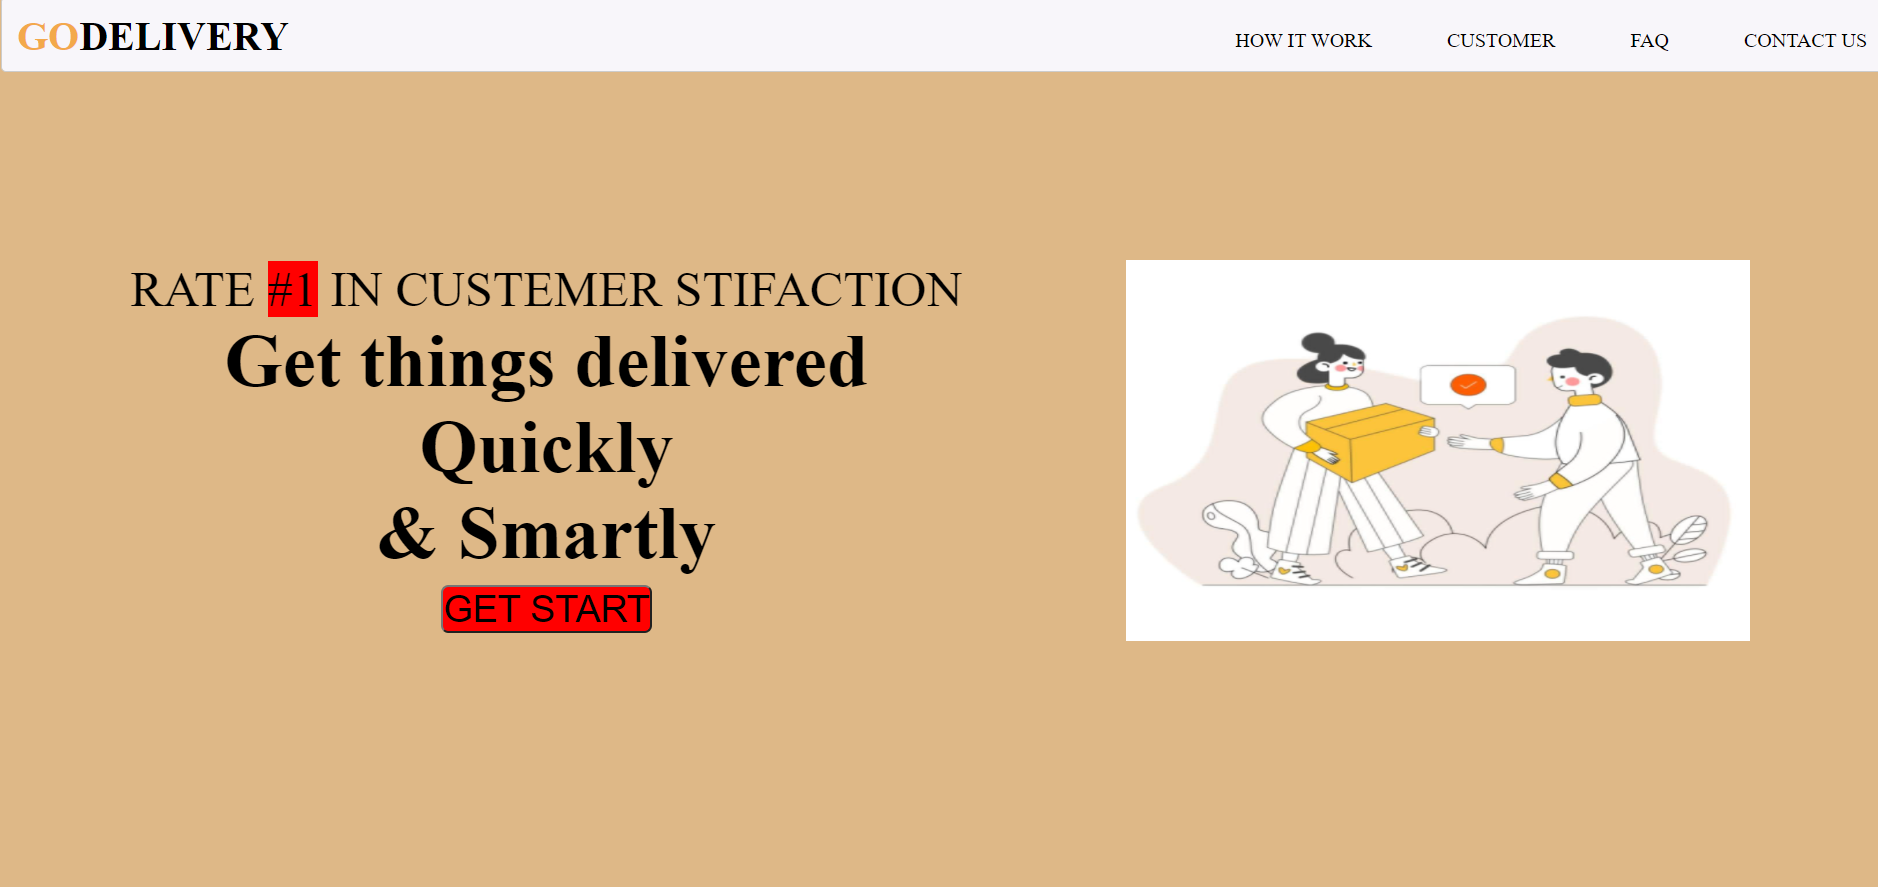 GODELIVERY
HOW IT WORK
CUSTOMER
FAQ
CONTACT US
RATE #1 IN CUSTEMER STIFACTION
Get things delivered
Quickly
& Smartly
GET START